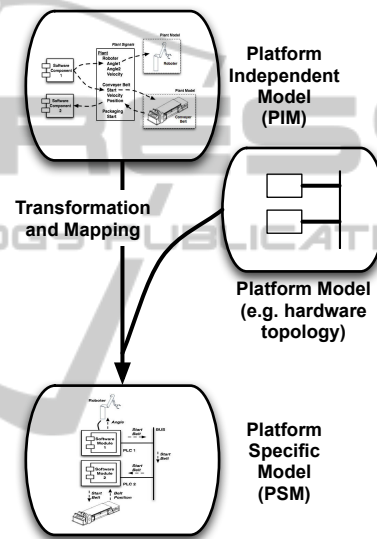 Plant Signals
Plant Model
Plant
Roboter
Angle1
Angle2
Velocity
Software
Component
1
Roboter
Conveyer Belt
Start
Velocity
Position
Plant Model
Software
Component
2
Packaging
Start
Conveyor
Belt
Platform
Independent
Model
(PIM)
Transformation
and Mapping
Platform Model
(e.g. hardware
topology)
Roboter
Angle
Start
Belt
BUS
Software
Module
1
PLC 1
Start
Belt
Software
Module
2
Start
Belt
PLC 2
Start
Belt
Belt
Position
Platform
Specific
Model
(PSM)